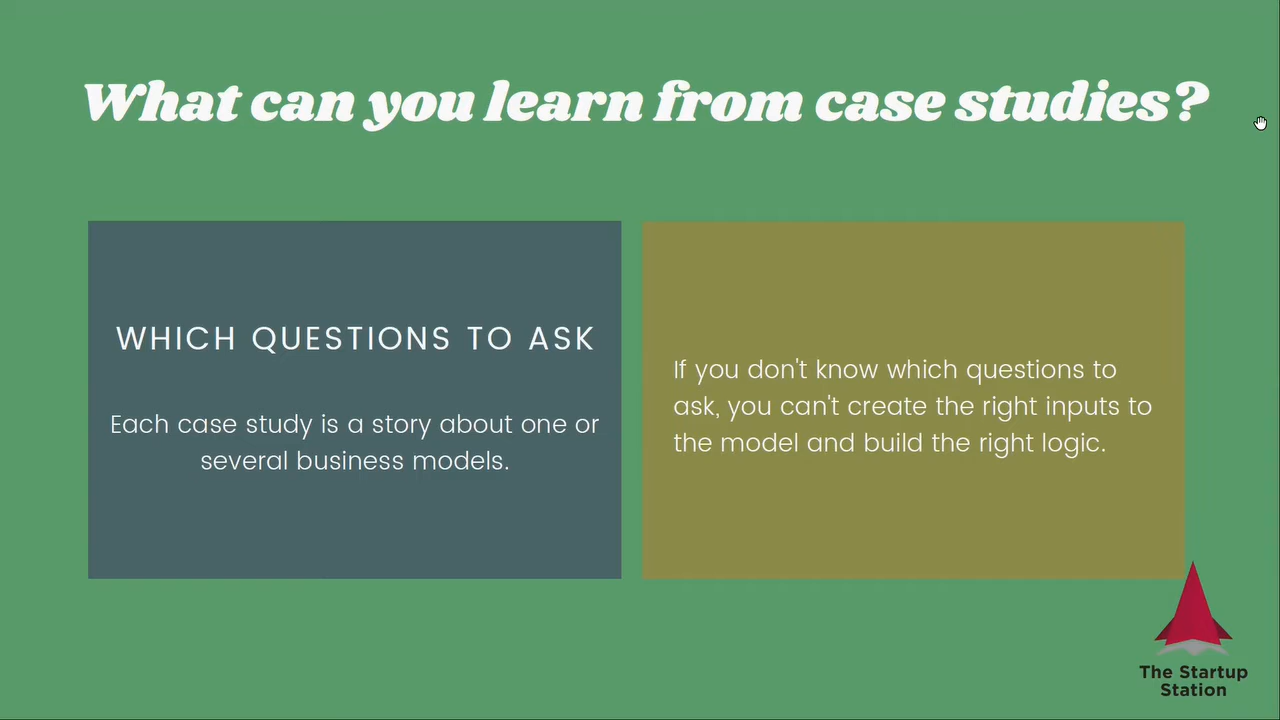 What can you learn from case studies?
WHICH QUESTIONS TO ASK
Each case study is a story about one or
several business models.
If you don't know which questions to
ask, you can't create the right inputs to
the model and build the right logic.
The Startup
Station